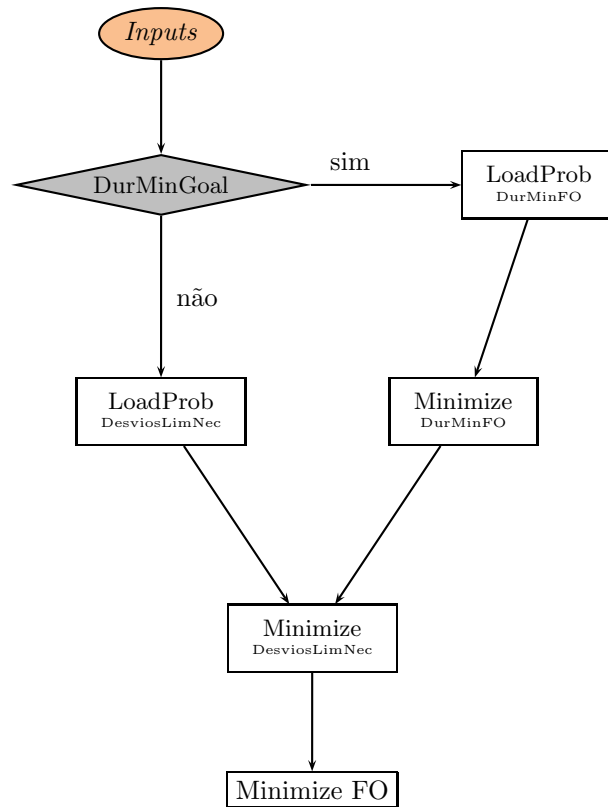 Inputs
DurMinGoal
sim
LoadProb
DurMinFO
não
LoadProb
DesviosLimNec
Minimize
DurMinFO
Minimize
DesviosLimNec
Minimize FO